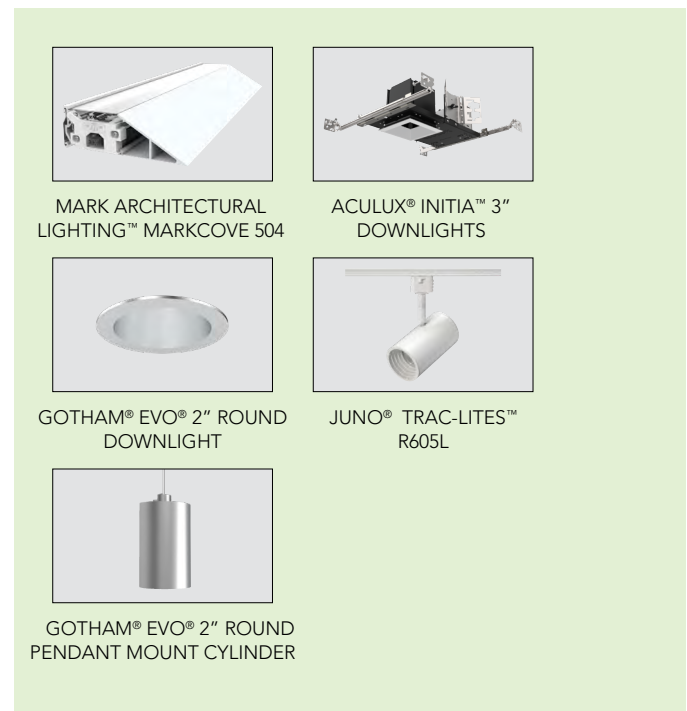 MARK ARCHITECTURAL
LIGHTING™ MARKCOVE 504
ACULUX® INITIA™ 3”
DOWNLIGHTS
GOTHAM® EVO® 2” ROUND
DOWNLIGHT
JUNO® TRAC-LITES™
R605L
GOTHAM® EVO® 2” ROUND
PENDANT MOUNT CYLINDER